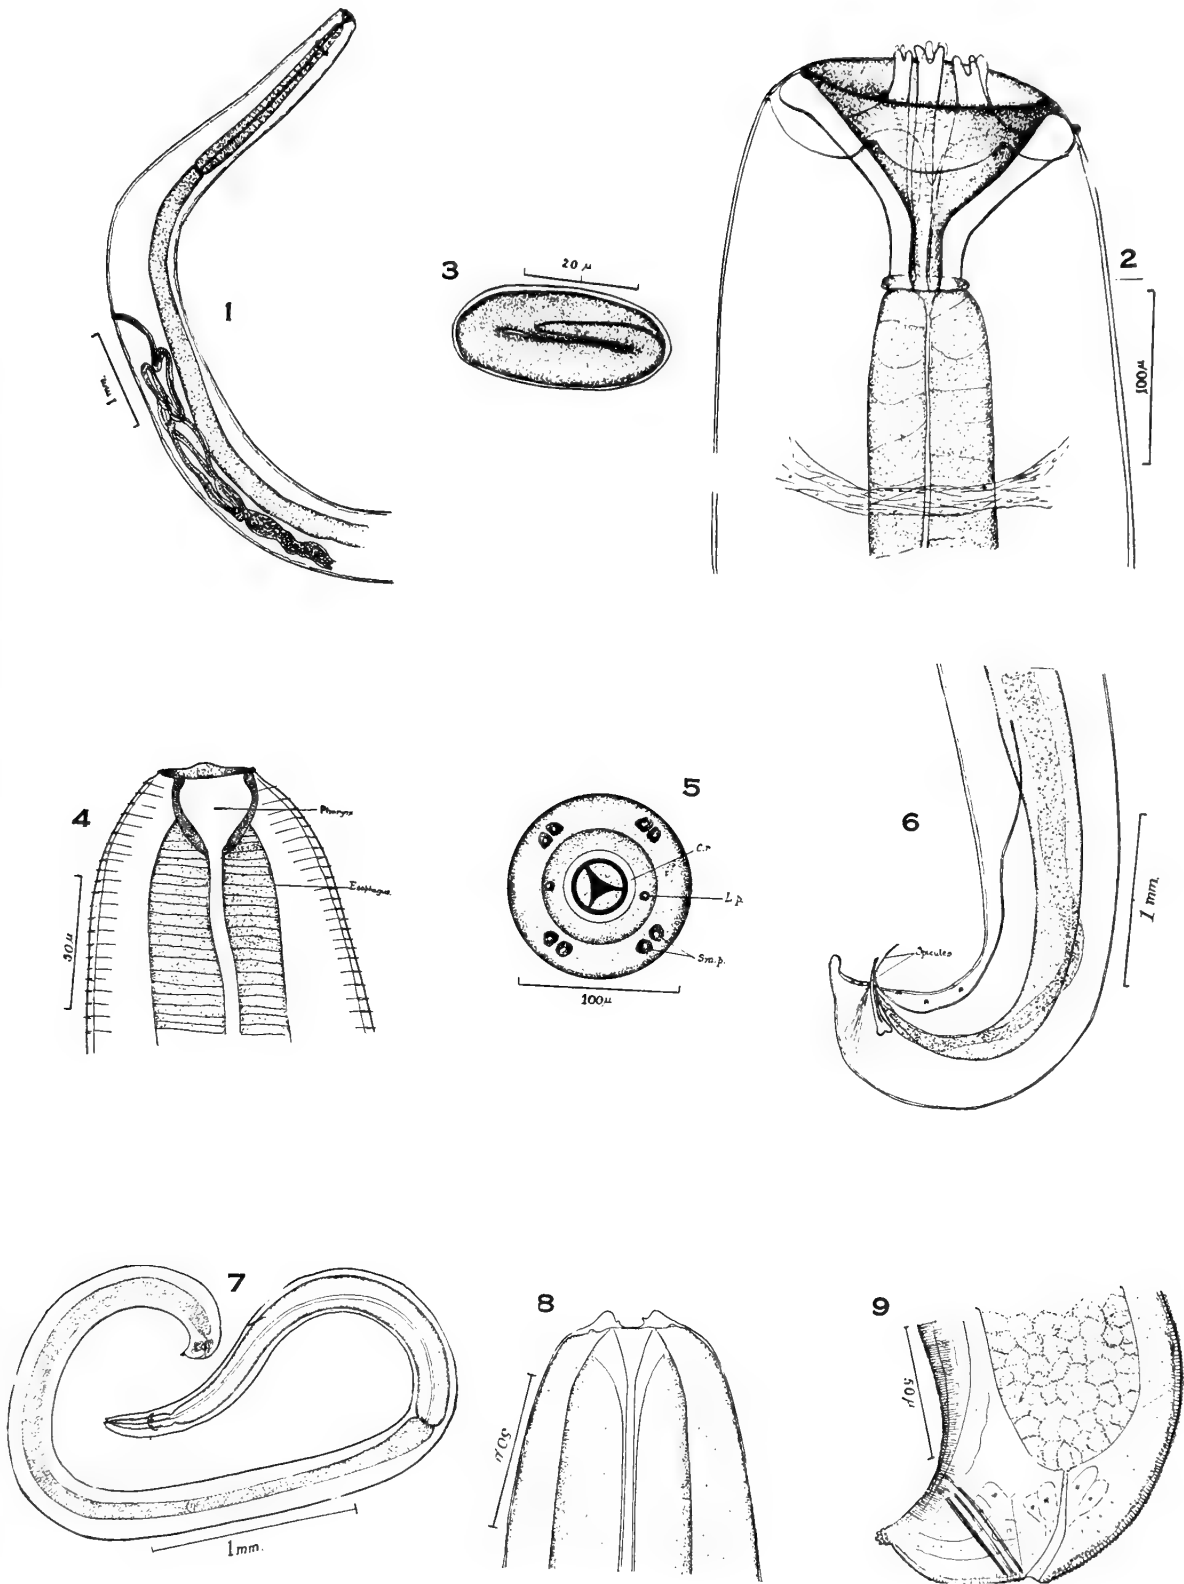 1
1 mm.
3
20 μ
2
100μ
4
Pharynx
Esophagus.
50μ
5
C.r
L.p.
Sm.p.
100μ
6
Spicules
1 mm.
7
1mm.
8
50μ
9
50μ